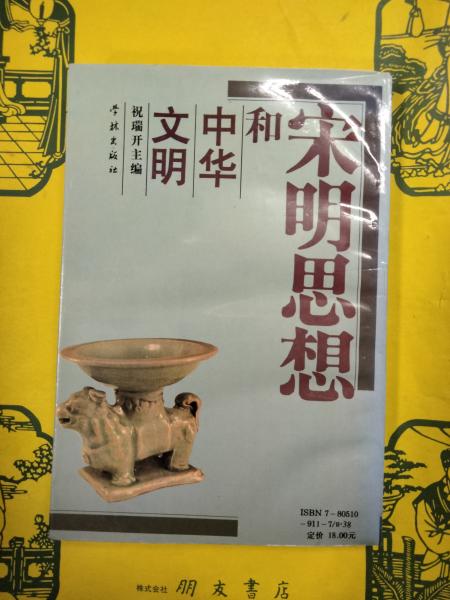 宋明思想
和
中华
文明
祝瑞开主编
学林出版社
ISBN 7-80510
-911-7/B·38
定价 18.00元
株式会社 朋友書店